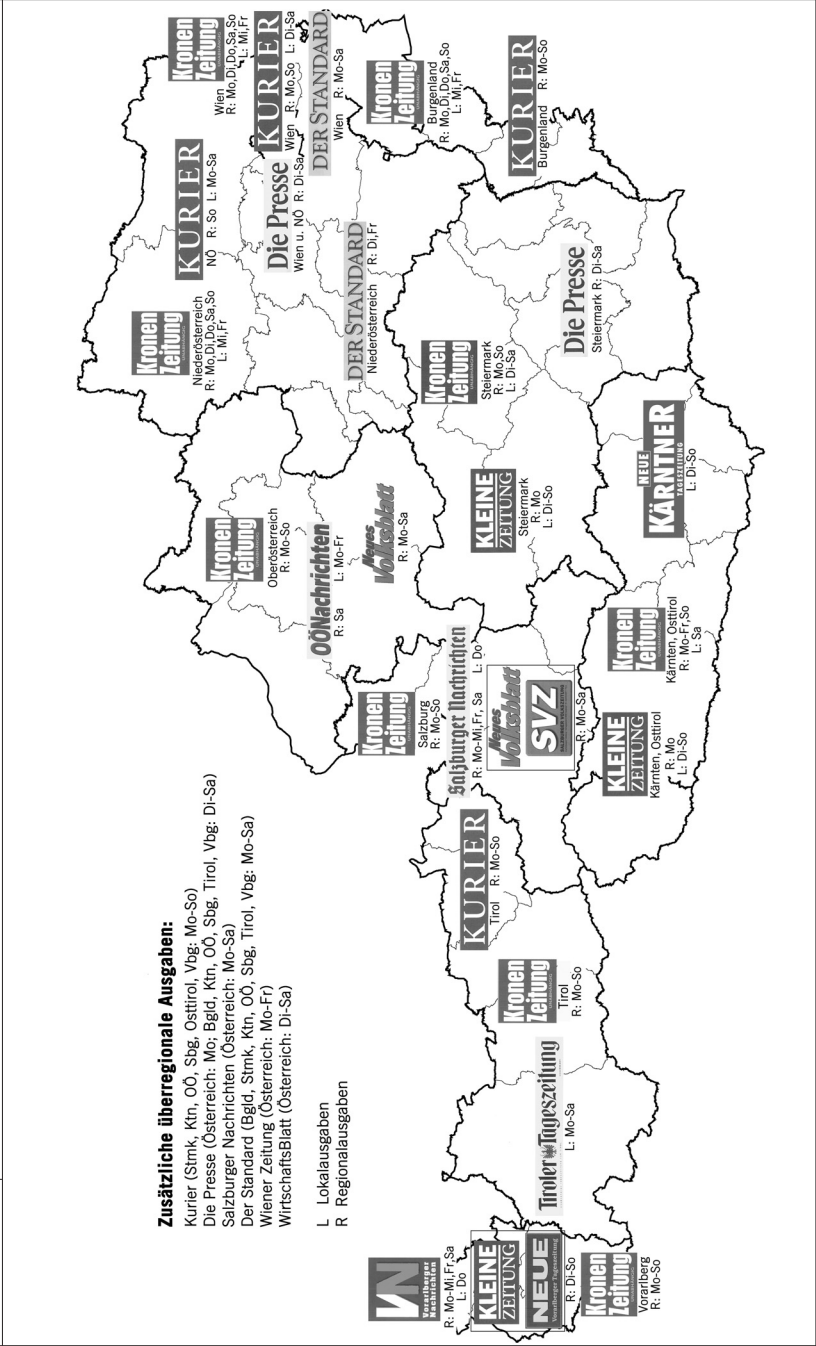 Zusätzliche überregionale Ausgaben:
Kurier (Stmk, Ktn, OÖ, Sbg, Osttirol, Vbg: Mo-So)
Die Presse (Österreich: Mo; Bgld, Ktn, OÖ, Sbg, Tirol, Vbg: Di-Sa)
Salzburger Nachrichten (Österreich: Mo-Sa)
Der Standard (Bgld, Stmk, Ktn, OÖ, Sbg, Tirol, Vbg: Mo-Sa)
Wiener Zeitung (Österreich: Mo-Fr)
WirtschaftsBlatt (Österreich: Di-Sa)
L Lokalausgaben
R Regionalausgaben
VN
Vorarlberger
Nachrichten
R: Mo-Mi,Fr,Sa
L: Do
KLEINE
ZEITUNG
NEUE
Vorarlberger Tageszeitung
R: Di-So
Kronen
Zeitung
Vorarlberg
R: Mo-So
Tiroler Tageszeitung
L: Mo-Sa
Kronen
Zeitung
Tirol
R: Mo-So
KURIER
Tirol R: Mo-So
Kronen
Zeitung
Salzburg
R: Mo-So
Salzburger Nachrichten
R: Mo-Mi,Fr, Sa L: Do
Neues
Volksblatt
SVZ
SALZBURGER VOLKSZEITUNG
R: Mo-Sa
KLEINE
ZEITUNG
Kärnten, Osttirol
R: Mo
L: Di-So
Kronen
Zeitung
Kärnten, Osttirol
R: Mo-Fr,So
L: Sa
NEUE
KÄRNTNER
TAGESZEITUNG
L: Di-So
Kronen
Zeitung
Oberösterreich
R: Mo-So
OÖNachrichten
R: Sa L: Mo-Fr
Neues
Volksblatt
R: Mo-Sa
KLEINE
ZEITUNG
Steiermark
R: Mo
L: Di-So
Kronen
Zeitung
Steiermark
R: Mo,So
L: Di-Sa
Die Presse
Steiermark R: Di-Sa
Kronen
Zeitung
Niederösterreich
R: Mo,Di,Do,Sa,So
L: Mi,Fr
KURIER
NÖ R: So L: Mo-Sa
Die Presse
Wien u. NÖ R: Di-Sa
DER STANDARD
Niederösterreich R: Di,Fr
Kronen
Zeitung
Wien
R: Mo,Di,Do,Sa,So
L: Mi,Fr
KURIER
Wien R: Mo,So L: Di-Sa
DER STANDARD
Wien R: Mo-Sa
Kronen
Zeitung
Burgenland
R: Mo,Di,Do,Sa,So
L: Mi,Fr
KURIER
Burgenland R: Mo-So